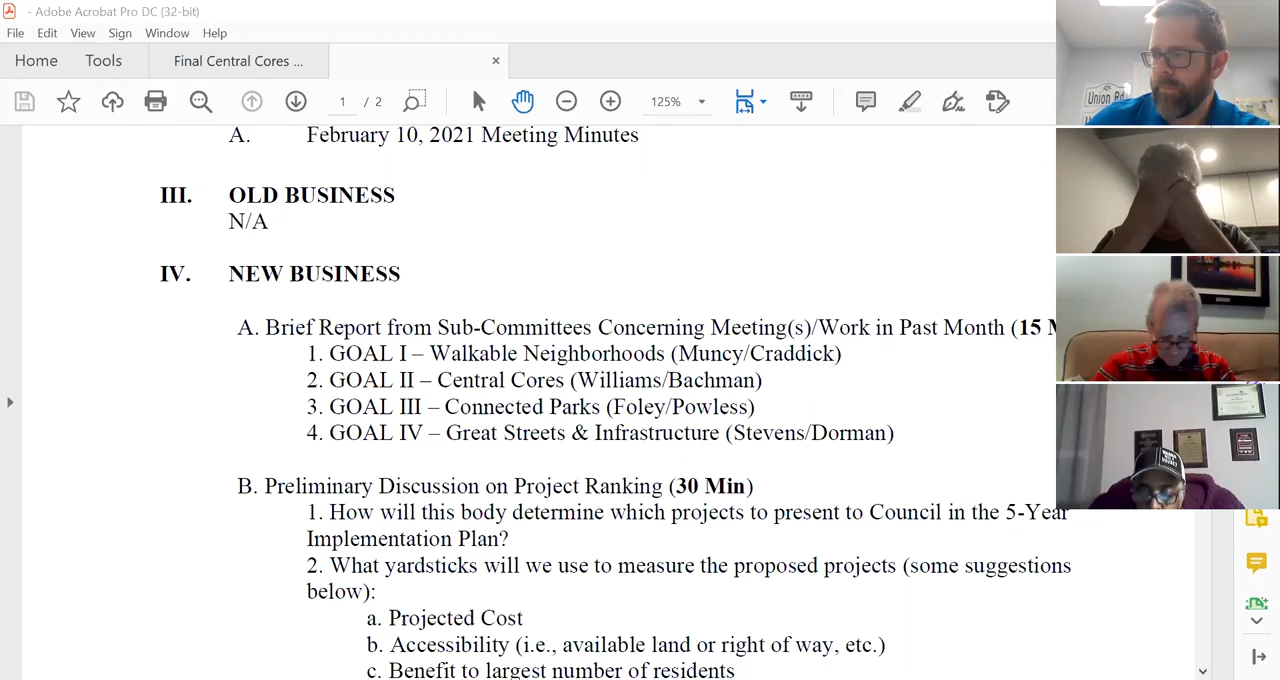 - Adobe Acrobat Pro DC (32-bit)
File Edit View Sign Window Help
Home Tools Final Central Cores ... ×
1 / 2 125%
A. February 10, 2021 Meeting Minutes
III. OLD BUSINESS
N/A
IV. NEW BUSINESS
A. Brief Report from Sub-Committees Concerning Meeting(s)/Work in Past Month (15 M
1. GOAL I – Walkable Neighborhoods (Muncy/Craddick)
2. GOAL II – Central Cores (Williams/Bachman)
3. GOAL III – Connected Parks (Foley/Powless)
4. GOAL IV – Great Streets & Infrastructure (Stevens/Dorman)
B. Preliminary Discussion on Project Ranking (30 Min)
1. How will this body determine which projects to present to Council in the 5-Year
Implementation Plan?
2. What yardsticks will we use to measure the proposed projects (some suggestions
below):
a. Projected Cost
b. Accessibility (i.e., available land or right of way, etc.)
c. Benefit to largest number of residents
Union Rd